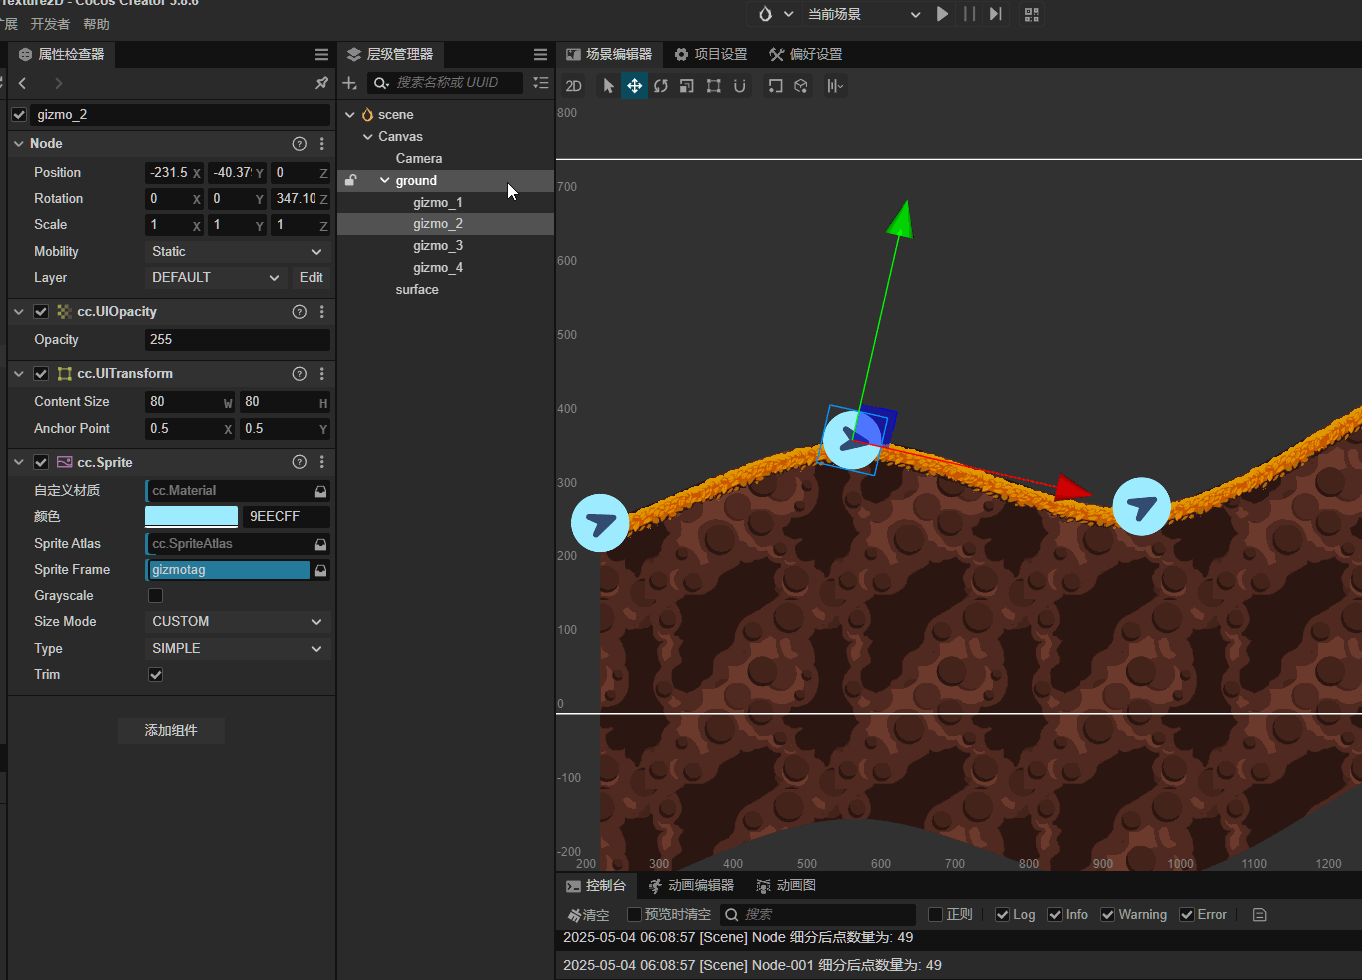 Texture2D - Cocos Creator 3.8.6
扩展 开发者 帮助
当前场景
属性检查器
层级管理器
场景编辑器
项目设置
偏好设置
搜索名称或 UUID
2D
gizmo_2
Node
Position -231.5 X -40.37 Y 0 Z
Rotation 0 X 0 Y 347.10 Z
Scale 1 X 1 Y 1 Z
Mobility Static
Layer DEFAULT Edit
cc.UIOpacity
Opacity 255
cc.UITransform
Content Size 80 W 80 H
Anchor Point 0.5 X 0.5 Y
cc.Sprite
自定义材质 cc.Material
颜色 9EECFF
Sprite Atlas cc.SpriteAtlas
Sprite Frame gizmotag
Grayscale
Size Mode CUSTOM
Type SIMPLE
Trim
添加组件
scene
Canvas
Camera
ground
gizmo_1
gizmo_2
gizmo_3
gizmo_4
surface
800
700
600
500
400
300
200
100
0
-100
-200
200 300 400 500 600 700 800 900 1000 1100 1200
控制台 动画编辑器 动画图
清空 预览时清空 搜索 正则 Log Info Warning Error
2025-05-04 06:08:57 [Scene] Node 细分后点数量为: 49
2025-05-04 06:08:57 [Scene] Node-001 细分后点数量为: 49